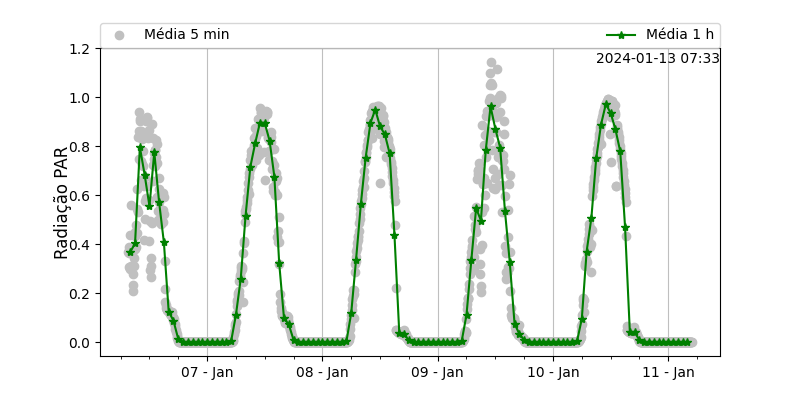 Média 5 min
Média 1 h
2024-01-13 07:33
Radiação PAR
1.2
1.0
0.8
0.6
0.4
0.2
0.0
07 - Jan
08 - Jan
09 - Jan
10 - Jan
11 - Jan